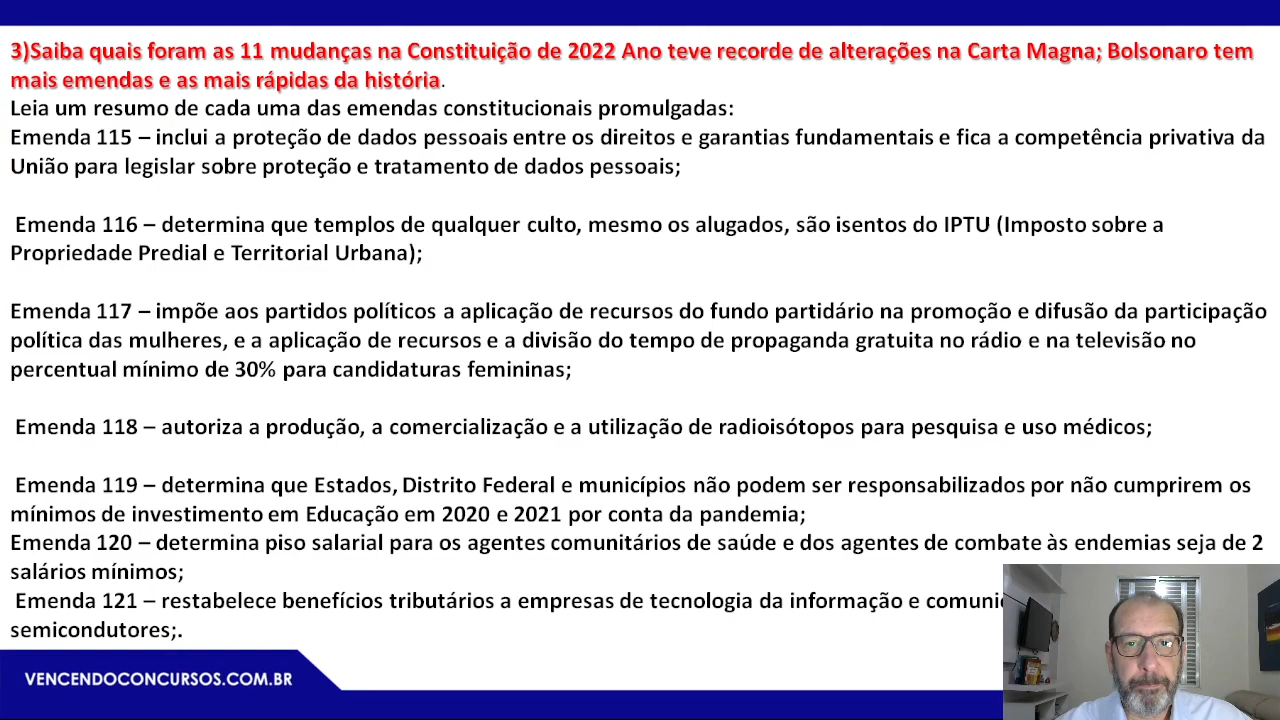 3)Saiba quais foram as 11 mudanças na Constituição de 2022 Ano teve recorde de alterações na Carta Magna; Bolsonaro tem
mais emendas e as mais rápidas da história.
Leia um resumo de cada uma das emendas constitucionais promulgadas:
Emenda 115 – inclui a proteção de dados pessoais entre os direitos e garantias fundamentais e fica a competência privativa da
União para legislar sobre proteção e tratamento de dados pessoais;
Emenda 116 – determina que templos de qualquer culto, mesmo os alugados, são isentos do IPTU (Imposto sobre a
Propriedade Predial e Territorial Urbana);
Emenda 117 – impõe aos partidos políticos a aplicação de recursos do fundo partidário na promoção e difusão da participação
política das mulheres, e a aplicação de recursos e a divisão do tempo de propaganda gratuita no rádio e na televisão no
percentual mínimo de 30% para candidaturas femininas;
Emenda 118 – autoriza a produção, a comercialização e a utilização de radioisótopos para pesquisa e uso médicos;
Emenda 119 – determina que Estados, Distrito Federal e municípios não podem ser responsabilizados por não cumprirem os
mínimos de investimento em Educação em 2020 e 2021 por conta da pandemia;
Emenda 120 – determina piso salarial para os agentes comunitários de saúde e dos agentes de combate às endemias seja de 2
salários mínimos;
Emenda 121 – restabelece benefícios tributários a empresas de tecnologia da informação e
semicondutores;.
VENCENDOCONCURSOS.COM.BR